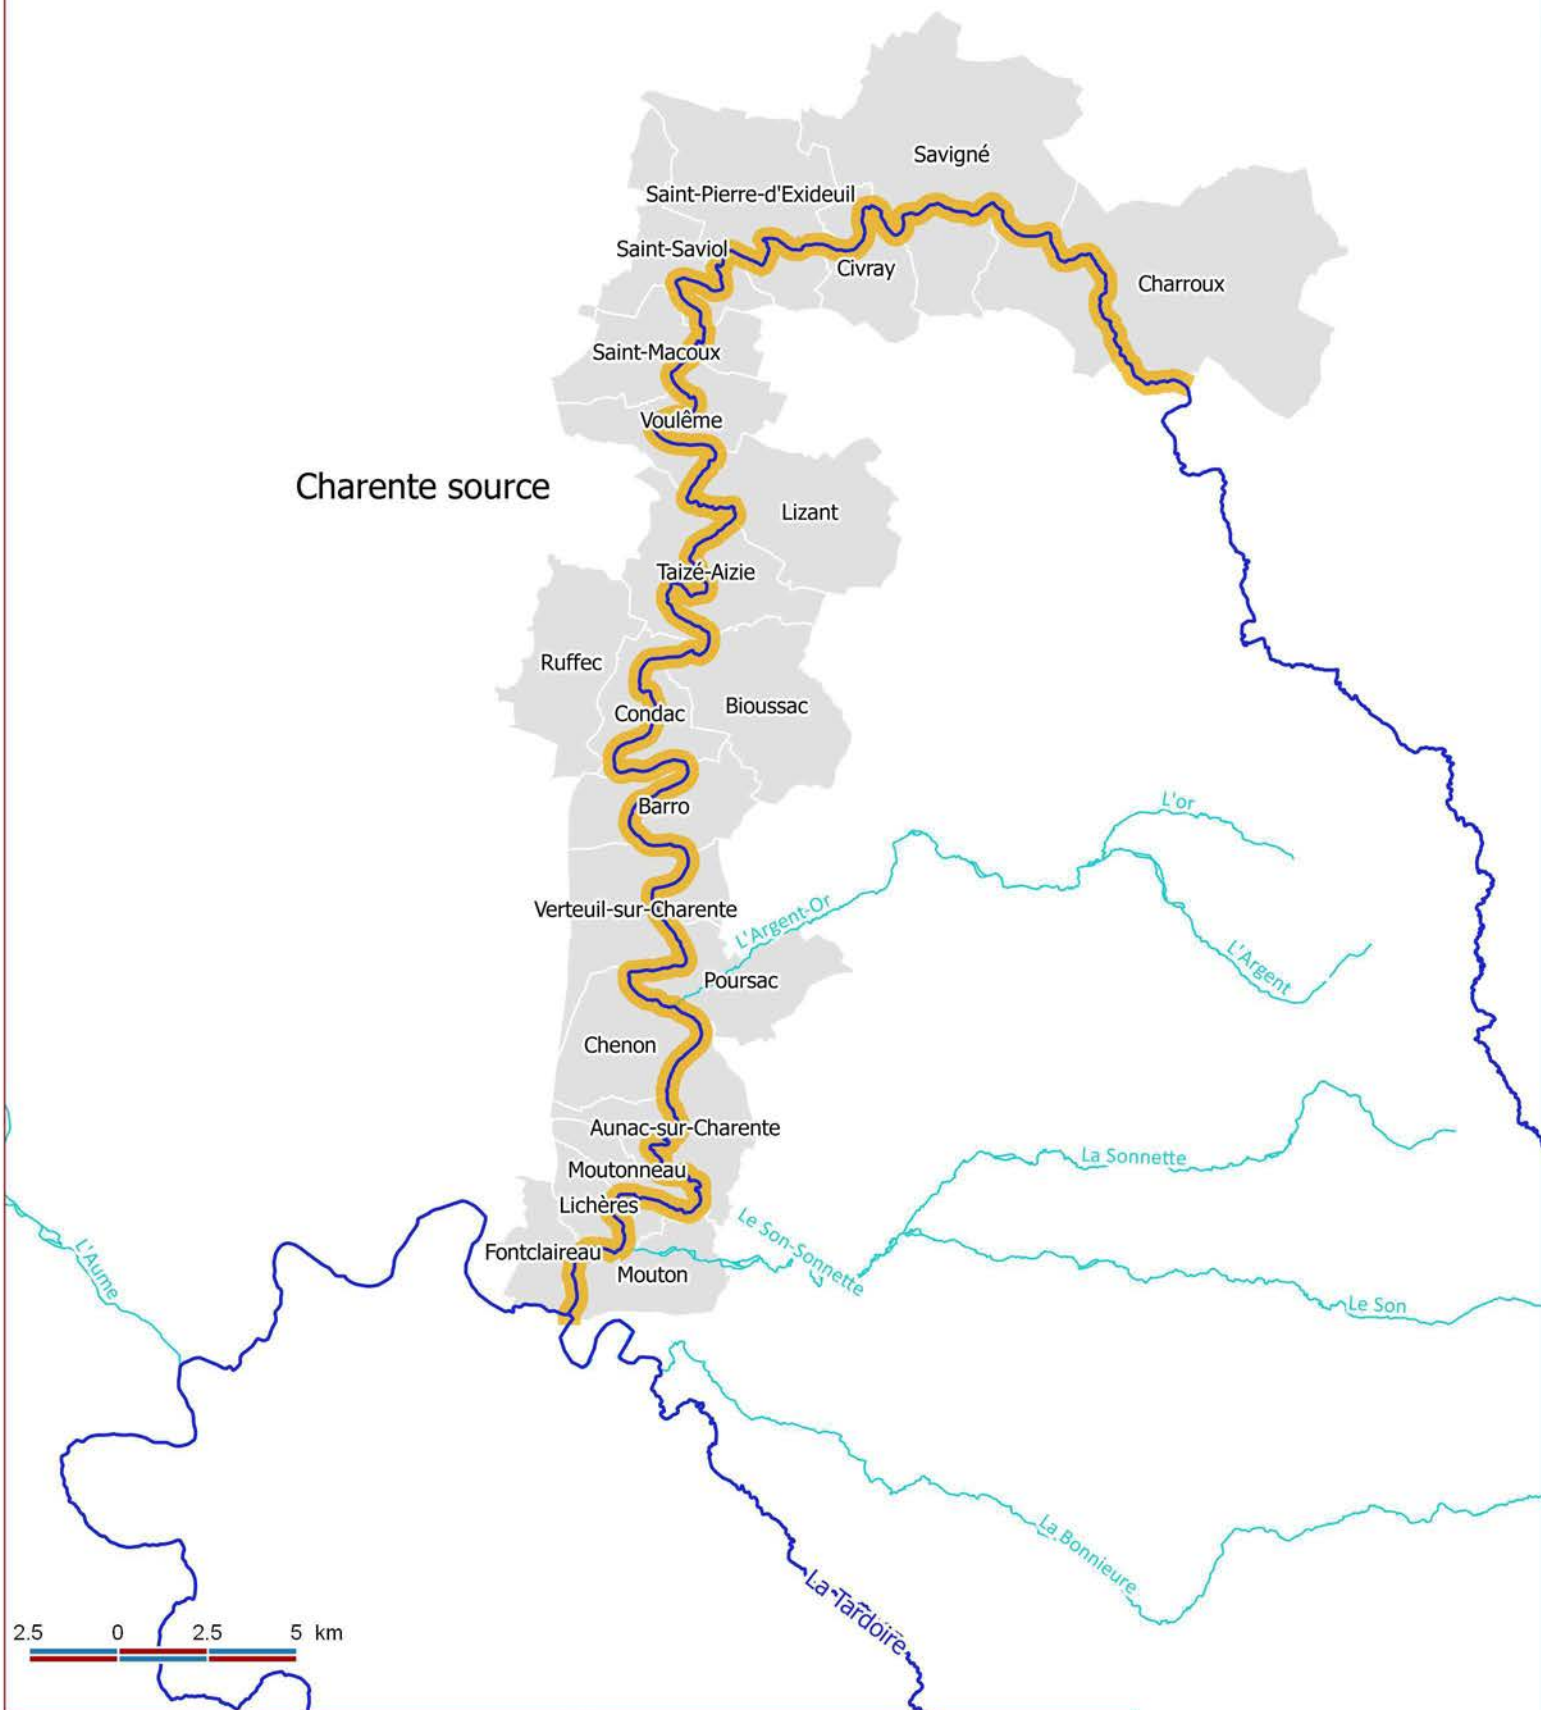 Savigné
Saint-Pierre-d'Exideuil
Saint-Saviol
Civray
Charroux
Saint-Macoux
Voulême
Charente source
Lizant
Taizé-Aizie
Ruffec
Bioussac
Condac
L'or
Barro
Verteuil-sur-Charente
L'Argent-Or
L'Argent
Poursac
Chenon
Aunac-sur-Charente
La Sonnette
Moutonneau
Lichères
Le Son-Sonnette
Fontclaireau
Mouton
L'Aume
Le Son
La Bonnieure
La Tardoire
2.5 0 2.5 5 km